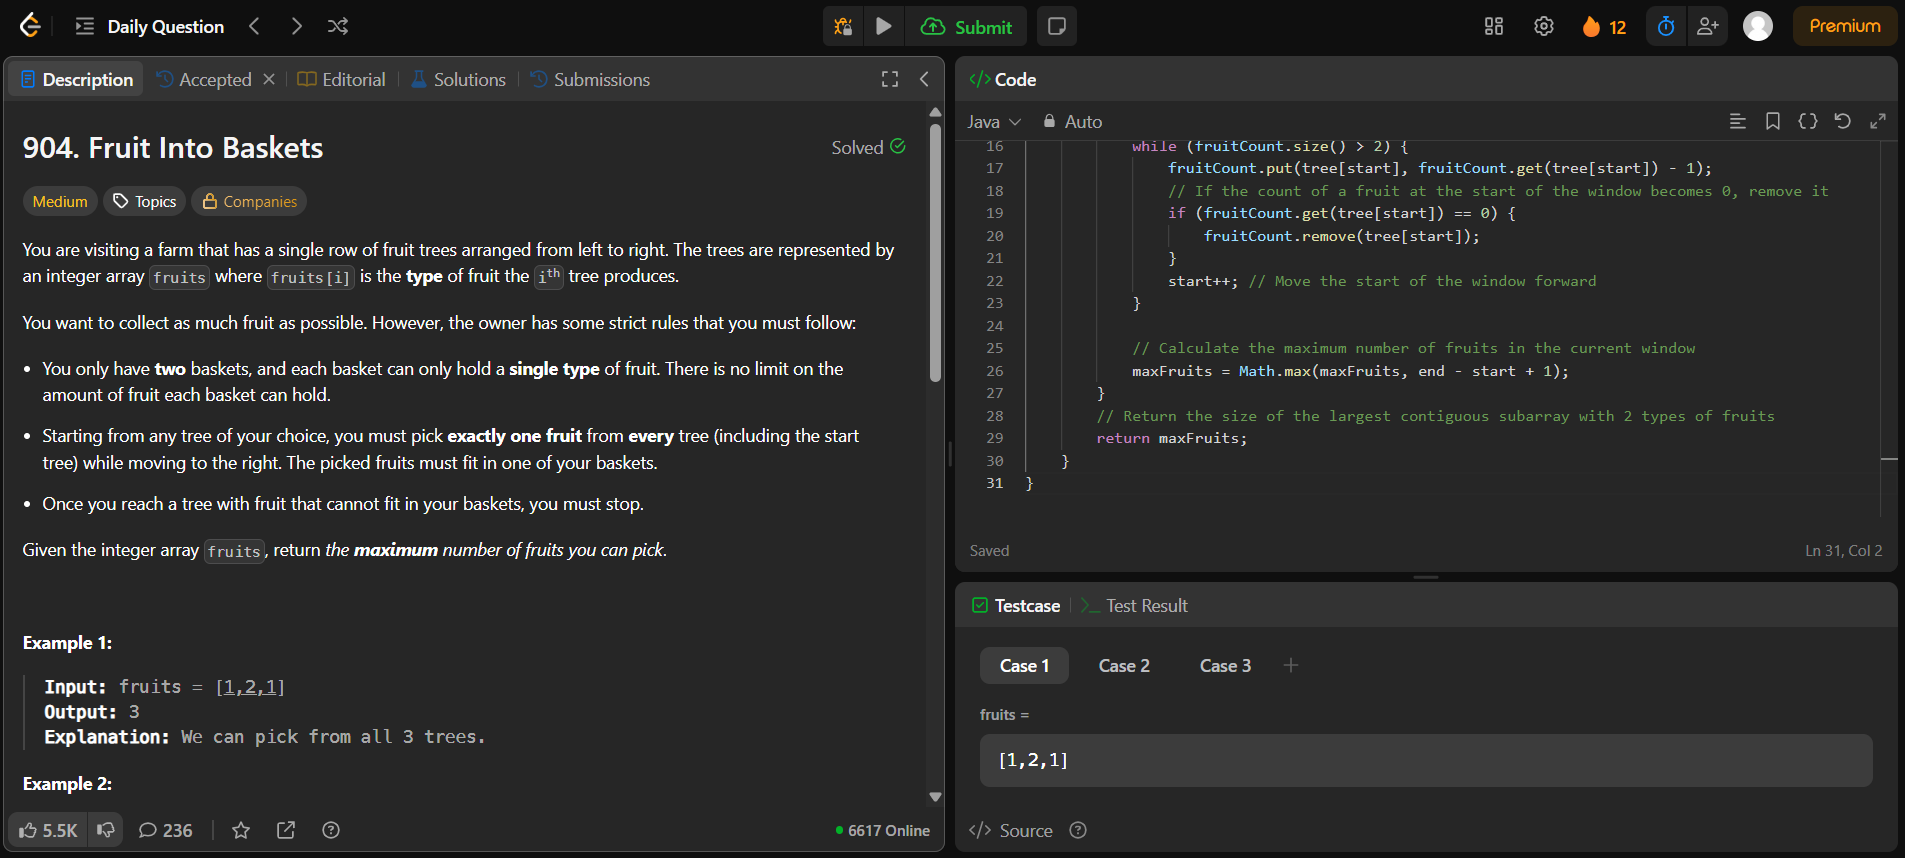 Daily Question
Submit
12
Premium
Description
Accepted
Editorial
Solutions
Submissions
904. Fruit Into Baskets
Solved
Medium
Topics
Companies
You are visiting a farm that has a single row of fruit trees arranged from left to right. The trees are represented by
an integer array fruits where fruits[i] is the type of fruit the ith tree produces.
You want to collect as much fruit as possible. However, the owner has some strict rules that you must follow:
• You only have two baskets, and each basket can only hold a single type of fruit. There is no limit on the
amount of fruit each basket can hold.
• Starting from any tree of your choice, you must pick exactly one fruit from every tree (including the start
tree) while moving to the right. The picked fruits must fit in one of your baskets.
• Once you reach a tree with fruit that cannot fit in your baskets, you must stop.
Given the integer array fruits, return the maximum number of fruits you can pick.
Example 1:
Input: fruits = [1,2,1]
Output: 3
Explanation: We can pick from all 3 trees.
Example 2:
5.5K
236
6617 Online
</> Code
Java
Auto
16 while (fruitCount.size() > 2) {
17 fruitCount.put(tree[start], fruitCount.get(tree[start]) - 1);
18 // If the count of a fruit at the start of the window becomes 0, remove it
19 if (fruitCount.get(tree[start]) == 0) {
20 fruitCount.remove(tree[start]);
21 }
22 start++; // Move the start of the window forward
23 }
24
25 // Calculate the maximum number of fruits in the current window
26 maxFruits = Math.max(maxFruits, end - start + 1);
27 }
28 // Return the size of the largest contiguous subarray with 2 types of fruits
29 return maxFruits;
30 }
31 }
Saved
Ln 31, Col 2
Testcase
>_ Test Result
Case 1
Case 2
Case 3
+
fruits =
[1,2,1]
</> Source